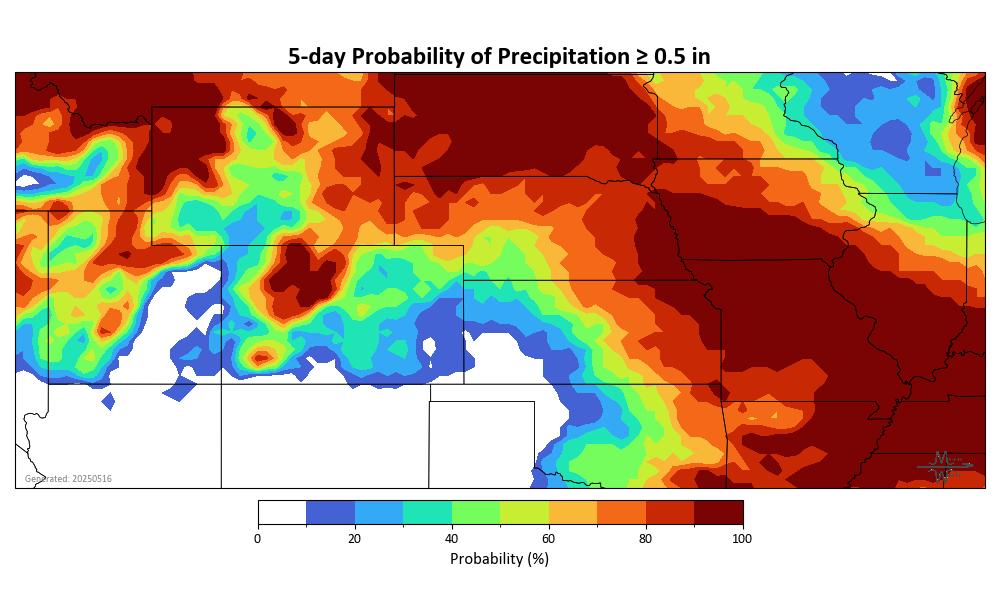 5-day Probability of Precipitation ≥ 0.5 in
Generated: 20250516
0 20 40 60 80 100
Probability (%)